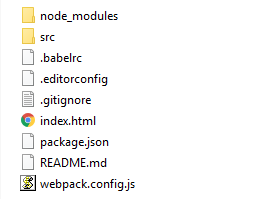 node_modules
src
.babelrc
.editorconfig
.gitignore
index.html
package.json
README.md
webpack.config.js